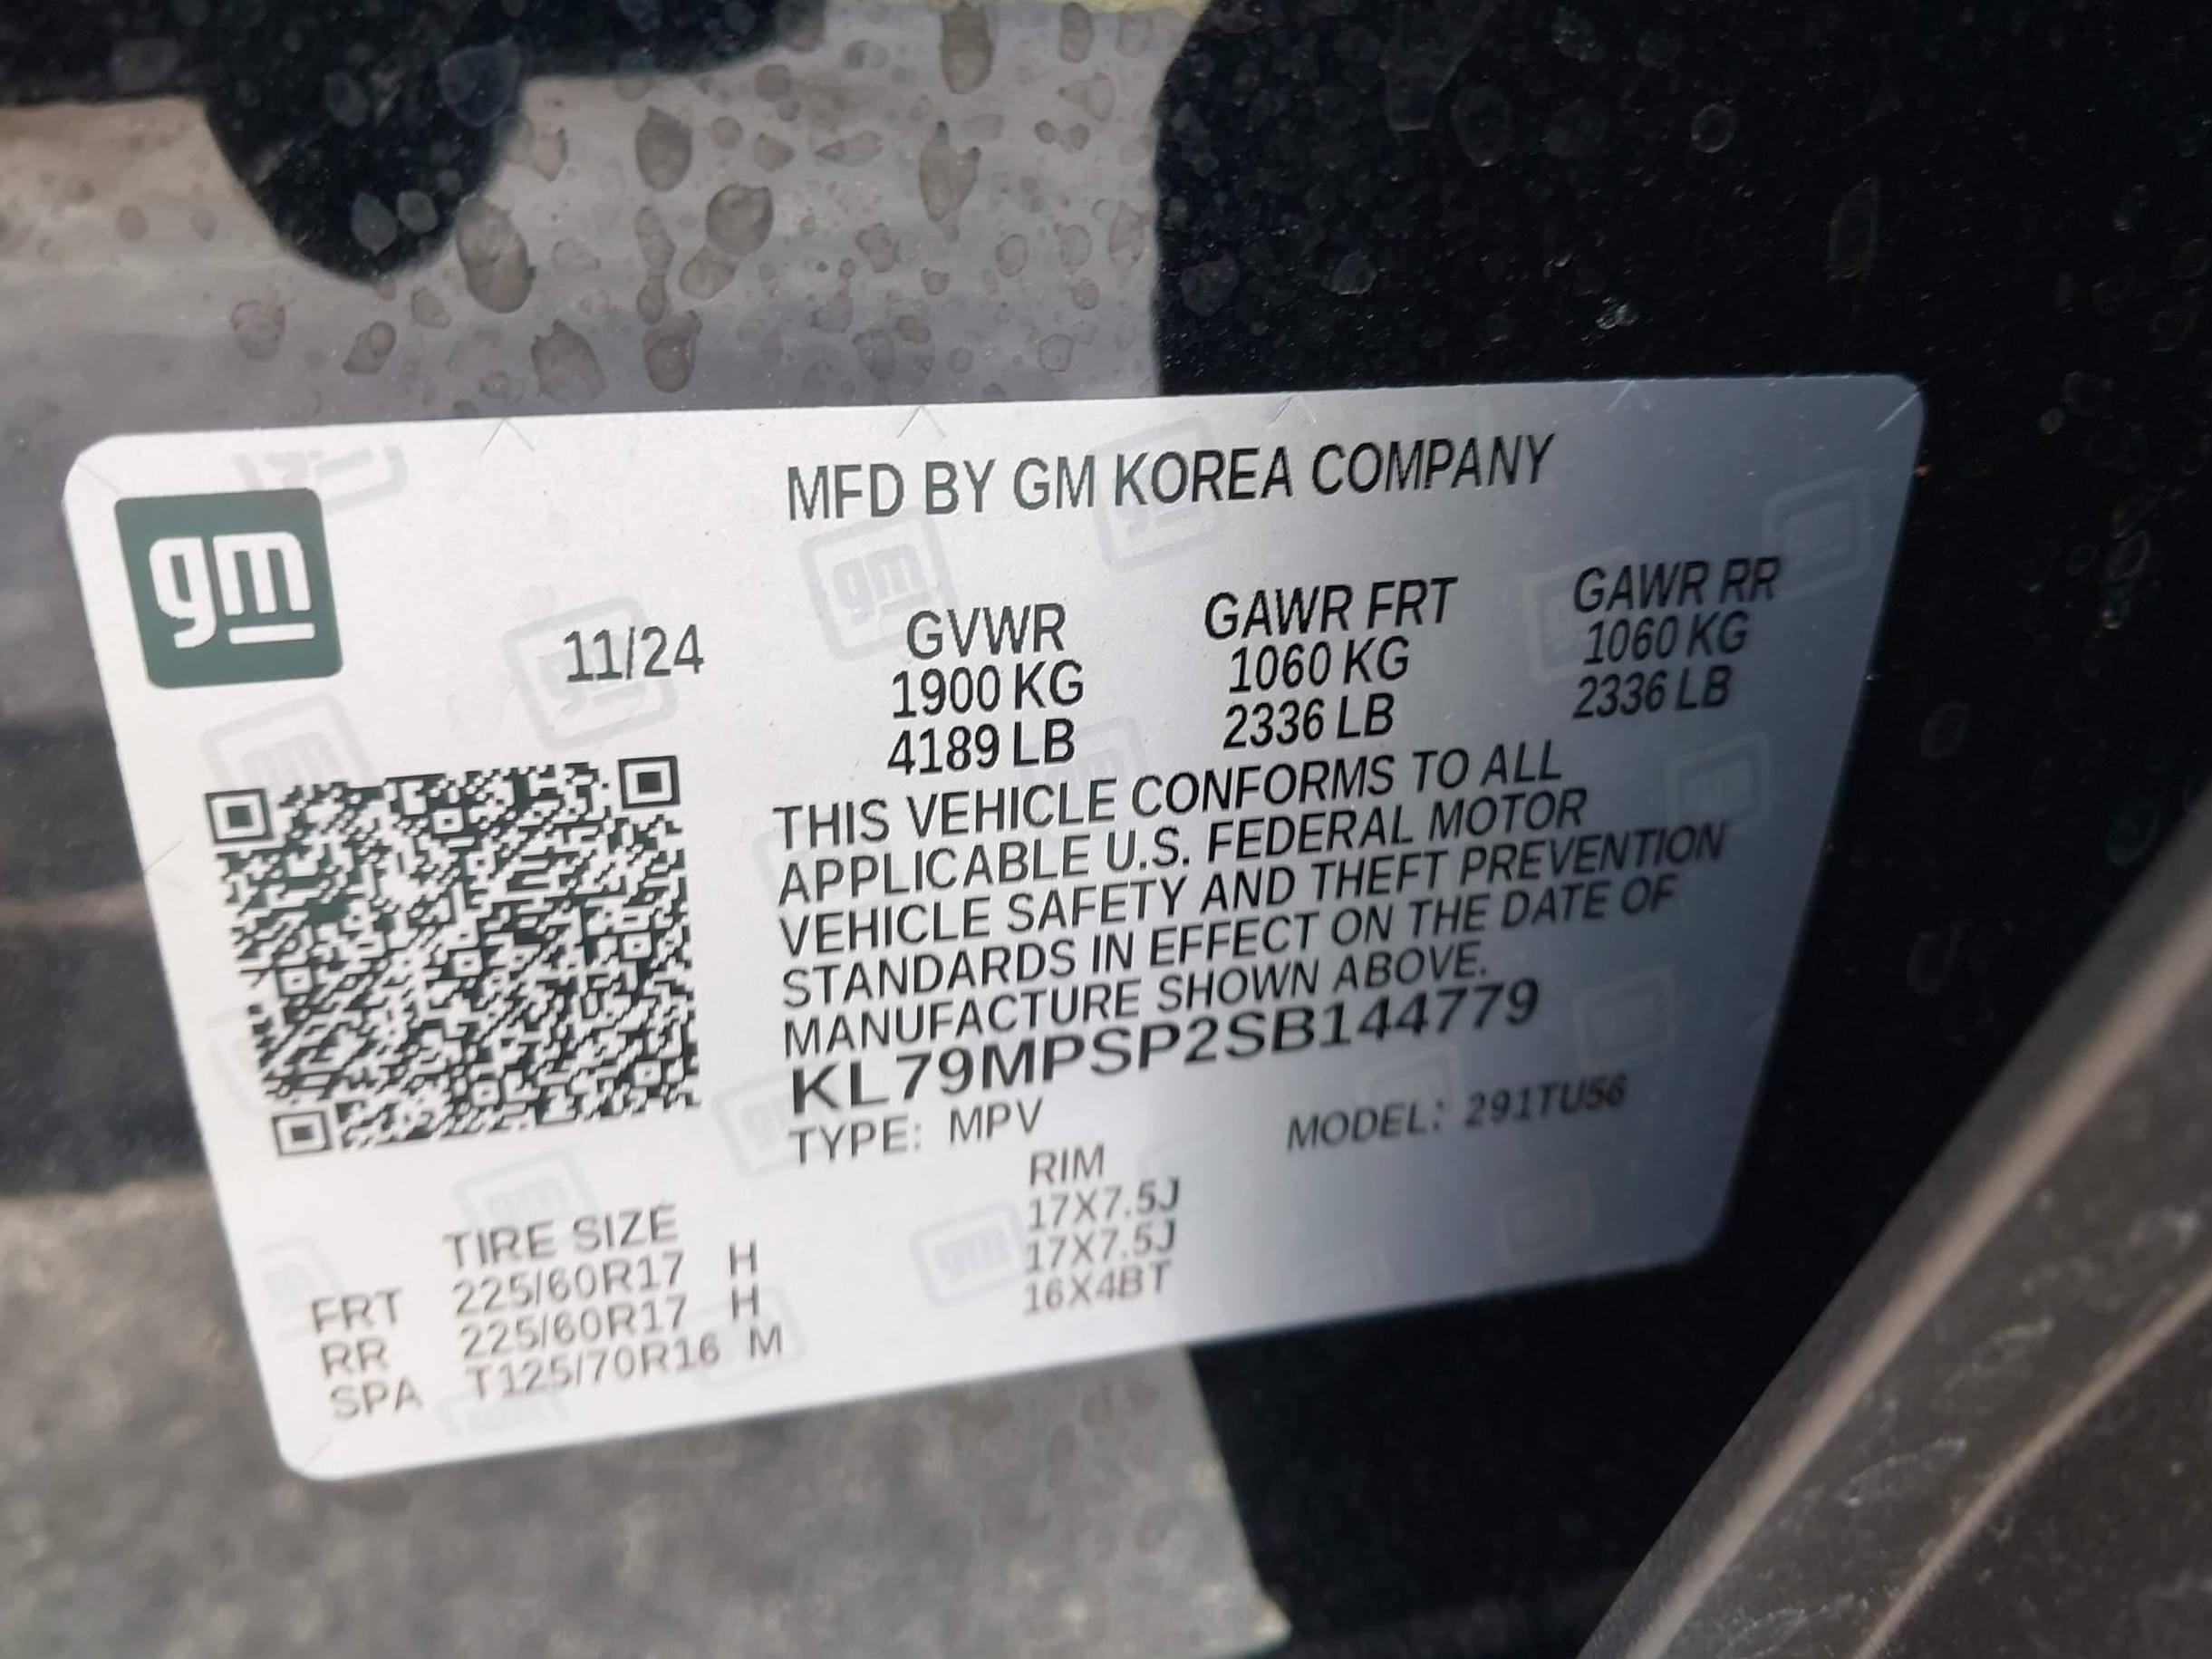 gm
MFD BY GM KOREA COMPANY
11/24
GVWR GAWR FRT GAWR RR
1900 KG 1060 KG 1060 KG
4189 LB 2336 LB 2336 LB
THIS VEHICLE CONFORMS TO ALL
APPLICABLE U.S. FEDERAL MOTOR
VEHICLE SAFETY AND THEFT PREVENTION
STANDARDS IN EFFECT ON THE DATE OF
MANUFACTURE SHOWN ABOVE.
KL79MPSP2SB144779
TYPE: MPV MODEL: 291TU56
TIRE SIZE RIM
FRT 225/60R17 H 17X7.5J
RR 225/60R17 H 17X7.5J
SPA T125/70R16 M 16X4BT